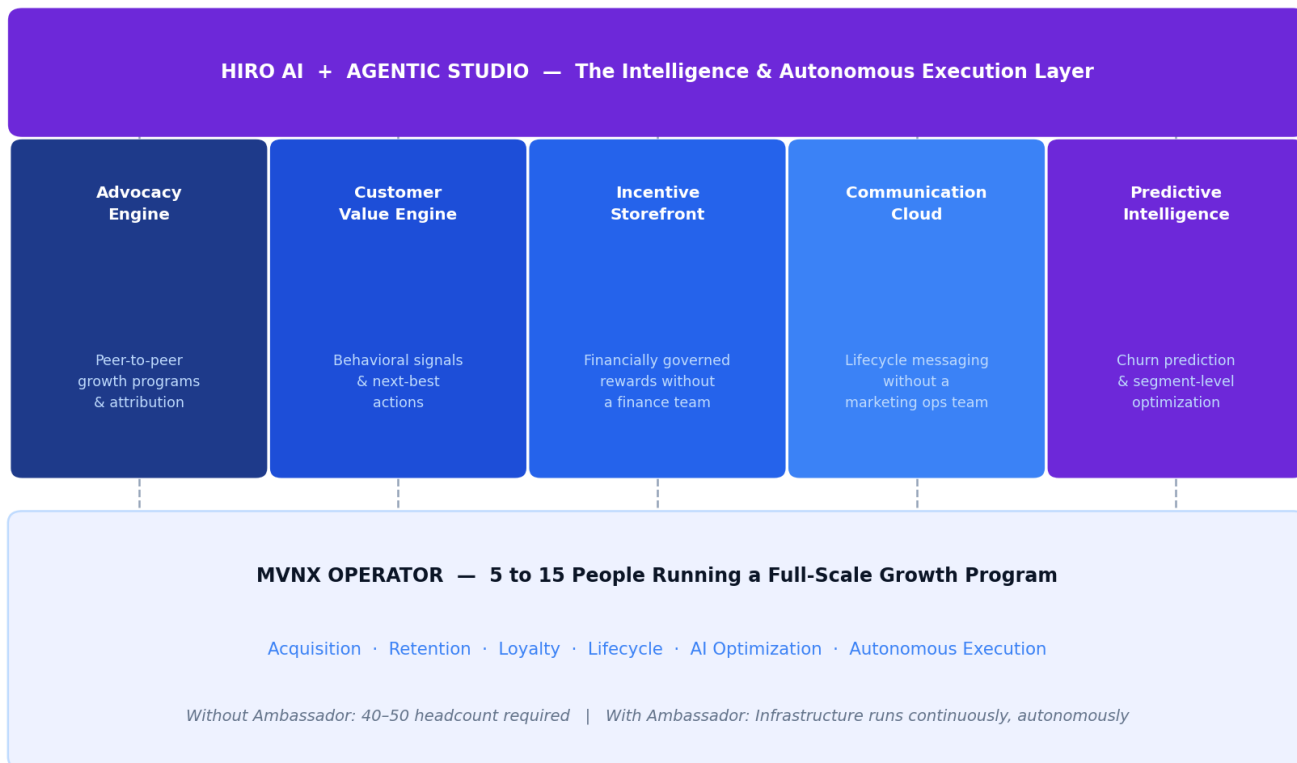 HIRO AI + AGENTIC STUDIO — The Intelligence & Autonomous Execution Layer
Advocacy
Engine
Peer-to-peer
growth programs
& attribution
Customer
Value Engine
Behavioral signals
& next-best
actions
Incentive
Storefront
Financially governed
rewards without
a finance team
Communication
Cloud
Lifecycle messaging
without a
marketing ops team
Predictive
Intelligence
Churn prediction
& segment-level
optimization
MVNX OPERATOR — 5 to 15 People Running a Full-Scale Growth Program
Acquisition · Retention · Loyalty · Lifecycle · AI Optimization · Autonomous Execution
Without Ambassador: 40–50 headcount required | With Ambassador: Infrastructure runs continuously, autonomously